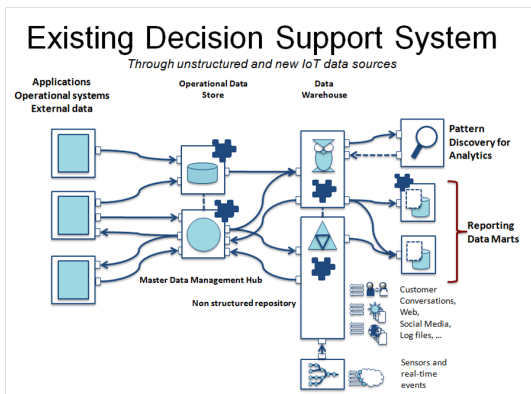 Existing Decision Support System
Through unstructured and new IoT data sources
Applications
Operational systems
External data
Operational Data
Store
Data
Warehouse
Pattern
Discovery for
Analytics
Reporting
Data Marts
Master Data Management Hub
Non structured repository
Customer
Conversations,
Web,
Social Media,
Log files, ...
Sensors and
real-time
events